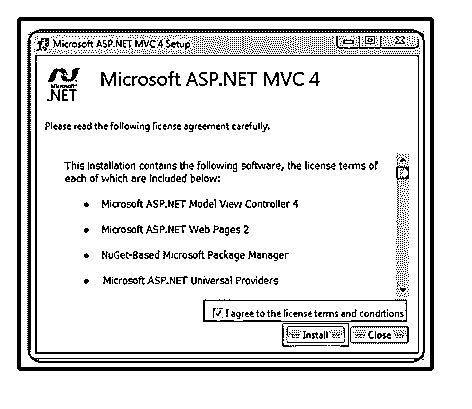 Microsoft ASP.NET MVC 4 Setup
Microsoft
.NET
Microsoft ASP.NET MVC 4
Please read the following license agreement carefully.
This installation contains the following software, the license terms of
each of which are included below:
• Microsoft ASP.NET Model View Controller 4
• Microsoft ASP.NET Web Pages 2
• NuGet-Based Microsoft Package Manager
• Microsoft ASP.NET Universal Providers
I agree to the license terms and conditions
Install Close